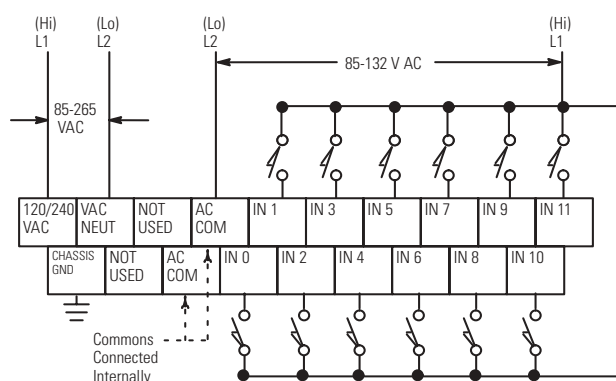 (Hi)
L1
(Lo)
L2
(Lo)
L2
(Hi)
L1
85-132 V AC
85-265
VAC
120/240
VAC
VAC
NEUT
NOT
USED
AC
COM
IN 1
IN 3
IN 5
IN 7
IN 9
IN 11
CHASSIS
GND
NOT
USED
AC
COM
IN 0
IN 2
IN 4
IN 6
IN 8
IN 10
Commons
Connected
Internally